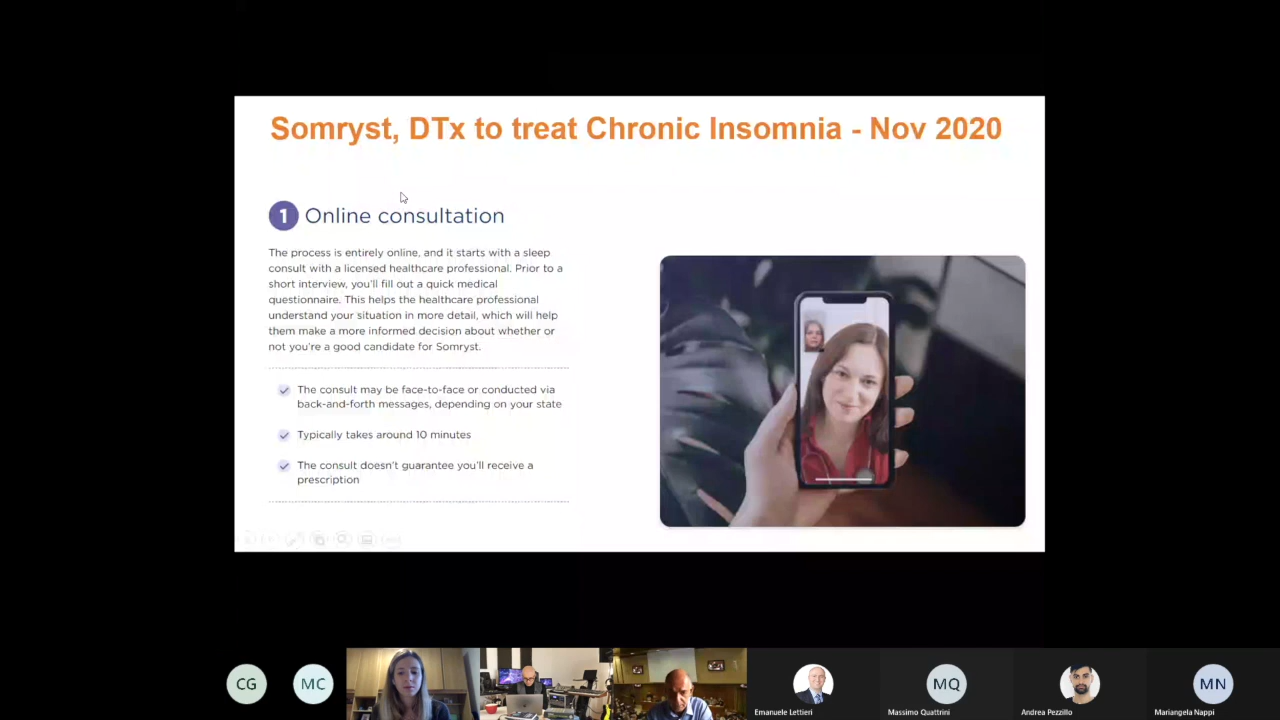 Somryst, DTx to treat Chronic Insomnia - Nov 2020
1 Online consultation
The process is entirely online, and it starts with a sleep
consult with a licensed healthcare professional. Prior to a
short interview, you'll fill out a quick medical
questionnaire. This helps the healthcare professional
understand your situation in more detail, which will help
them make a more informed decision about whether or
not you're a good candidate for Somryst.
The consult may be face-to-face or conducted via
back-and-forth messages, depending on your state
Typically takes around 10 minutes
The consult doesn't guarantee you'll receive a
prescription
CG
MC
MQ
MN
Emanuele Lettieri
Massimo Quattrini
Andrea Pezzillo
Mariangela Nappi